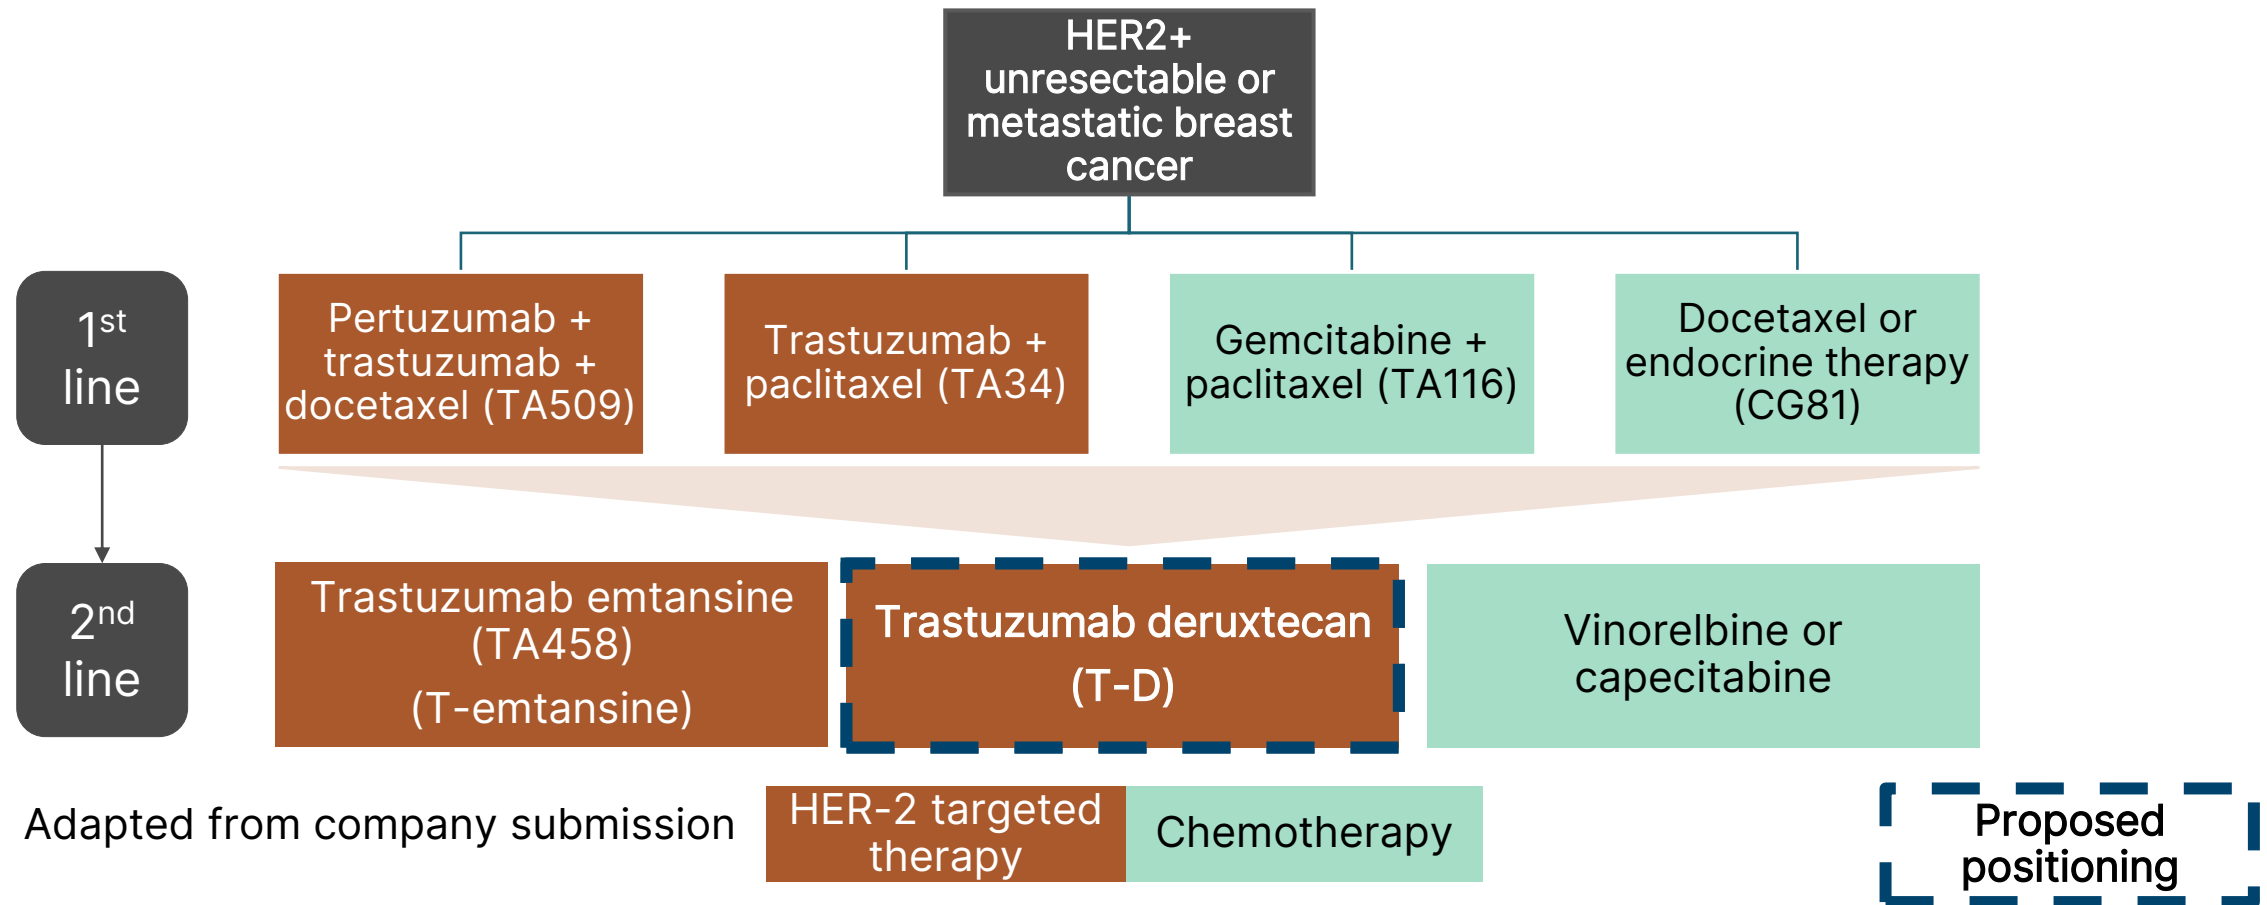 HER2+
unresectable or
metastatic breast
cancer
1st
line
Pertuzumab +
trastuzumab +
docetaxel (TA509)
Trastuzumab +
paclitaxel (TA34)
Gemcitabine +
paclitaxel (TA116)
Docetaxel or
endocrine therapy
(CG81)
2nd
line
Trastuzumab emtansine
(TA458)
(T-emtansine)
Trastuzumab deruxtecan
(T-D)
Vinorelbine or
capecitabine
Adapted from company submission
HER-2 targeted
therapy
Chemotherapy
Proposed
positioning